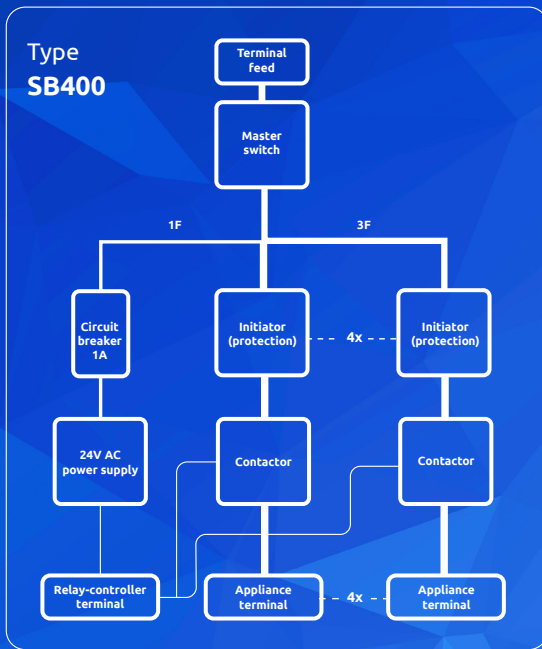 Type
SB400
Terminal
feed
Master
switch
1F
3F
Circuit
breaker
1A
Initiator
(protection)
4x
Initiator
(protection)
24V AC
power supply
Contactor
Contactor
Relay-controller
terminal
Appliance
terminal
4x
Appliance
terminal